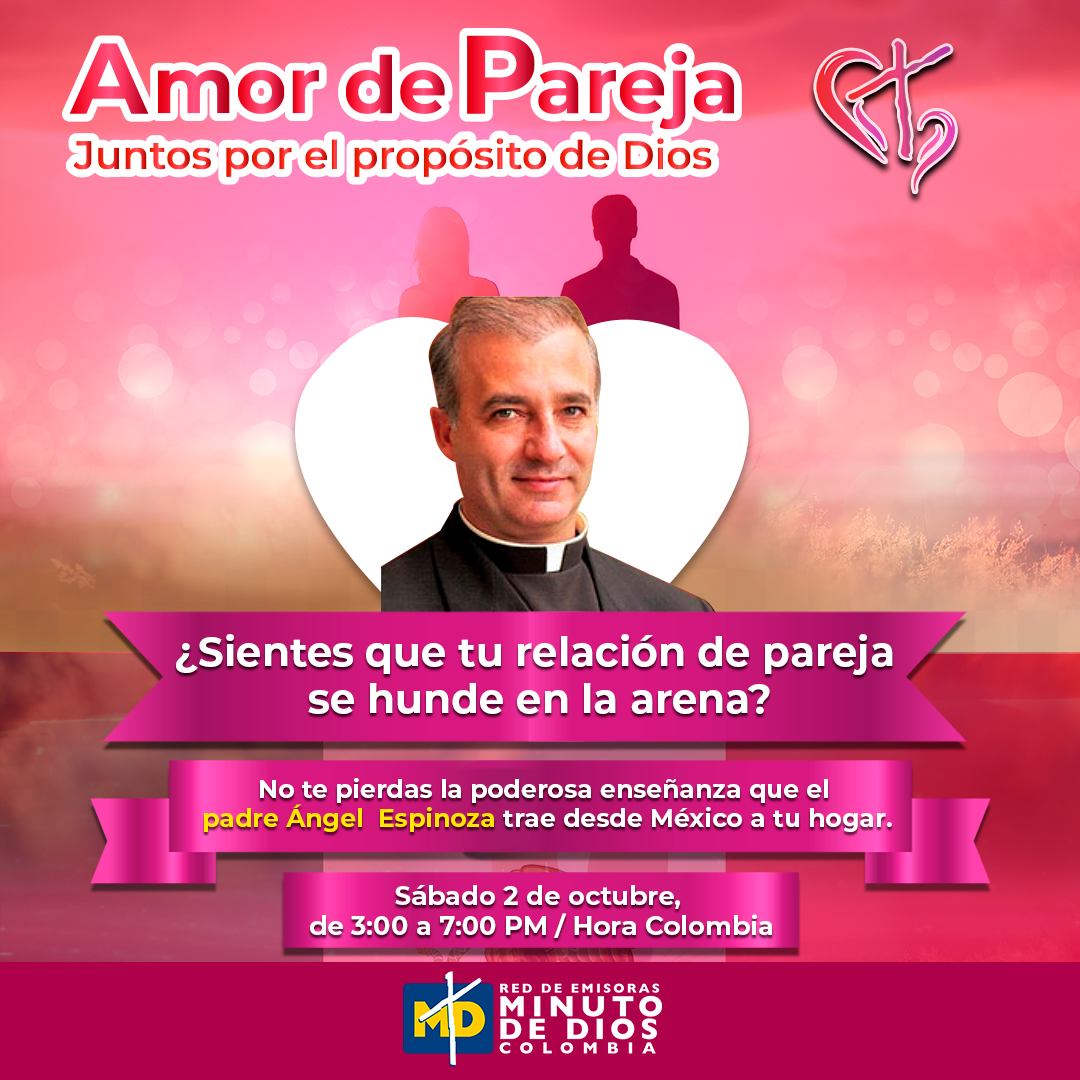 Amor de Pareja
Juntos por el propósito de Dios
¿Sientes que tu relación de pareja
se hunde en la arena?
No te pierdas la poderosa enseñanza que el
padre Ángel Espinoza trae desde México a tu hogar.
Sábado 2 de octubre,
de 3:00 a 7:00 PM / Hora Colombia
MD
RED DE EMISORAS
MINUTO
DE DIOS
COLOMBIA